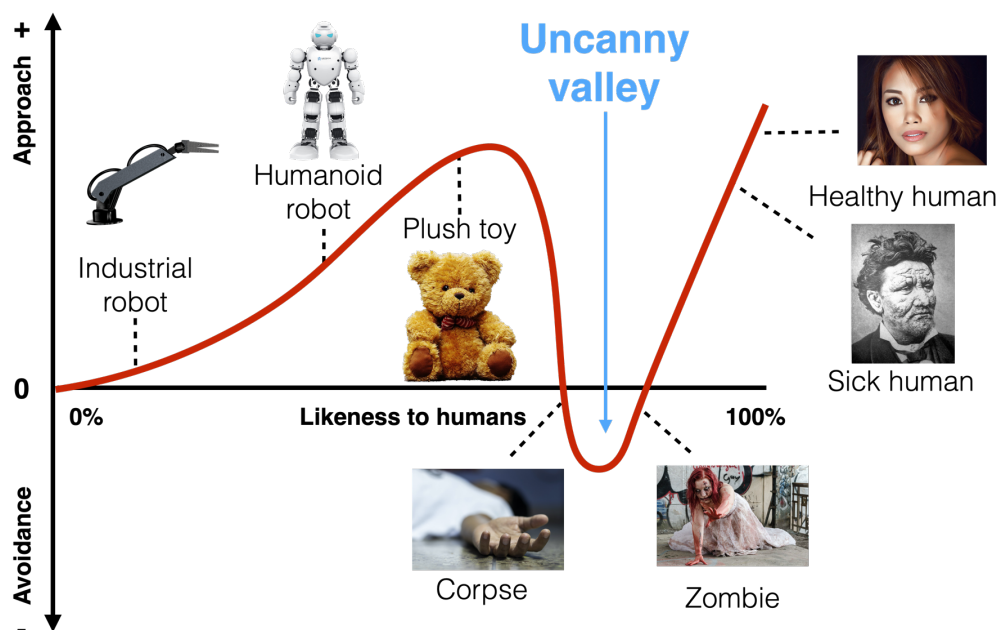 +
Approach
0
Avoidance
-
Uncanny
valley
Industrial
robot
Humanoid
robot
Plush toy
Healthy human
Sick human
0%
Likeness to humans
100%
Corpse
Zombie